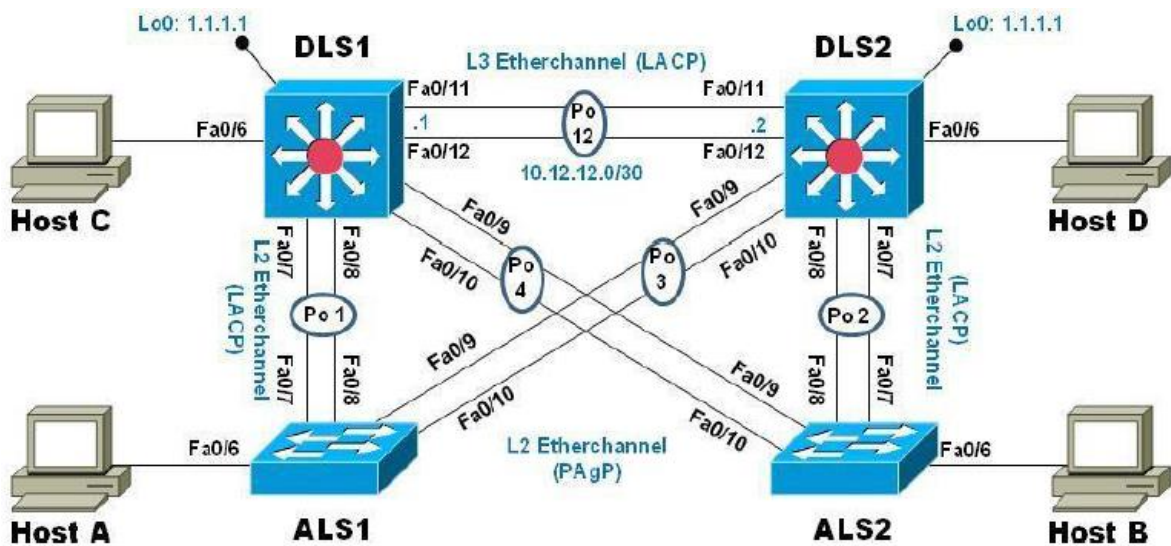 Lo0: 1.1.1.1
Lo0: 1.1.1.1
DLS1
DLS2
L3 Etherchannel (LACP)
Fa0/11
Fa0/11
Fa0/6
.1
Po
12
.2
Fa0/6
Fa0/12
Fa0/12
10.12.12.0/30
Host C
Host D
Fa0/9
Fa0/9
Fa0/10
Fa0/10
Po
4
Po
3
Fa0/7
Fa0/8
Fa0/8
Fa0/7
L2 Etherchannel
(LACP)
L2 Etherchannel
(LACP)
Po 1
Po 2
Fa0/7
Fa0/8
Fa0/9
Fa0/10
Fa0/9
Fa0/10
Fa0/8
Fa0/7
L2 Etherchannel
(PAgP)
Fa0/6
Fa0/6
Host A
ALS1
ALS2
Host B